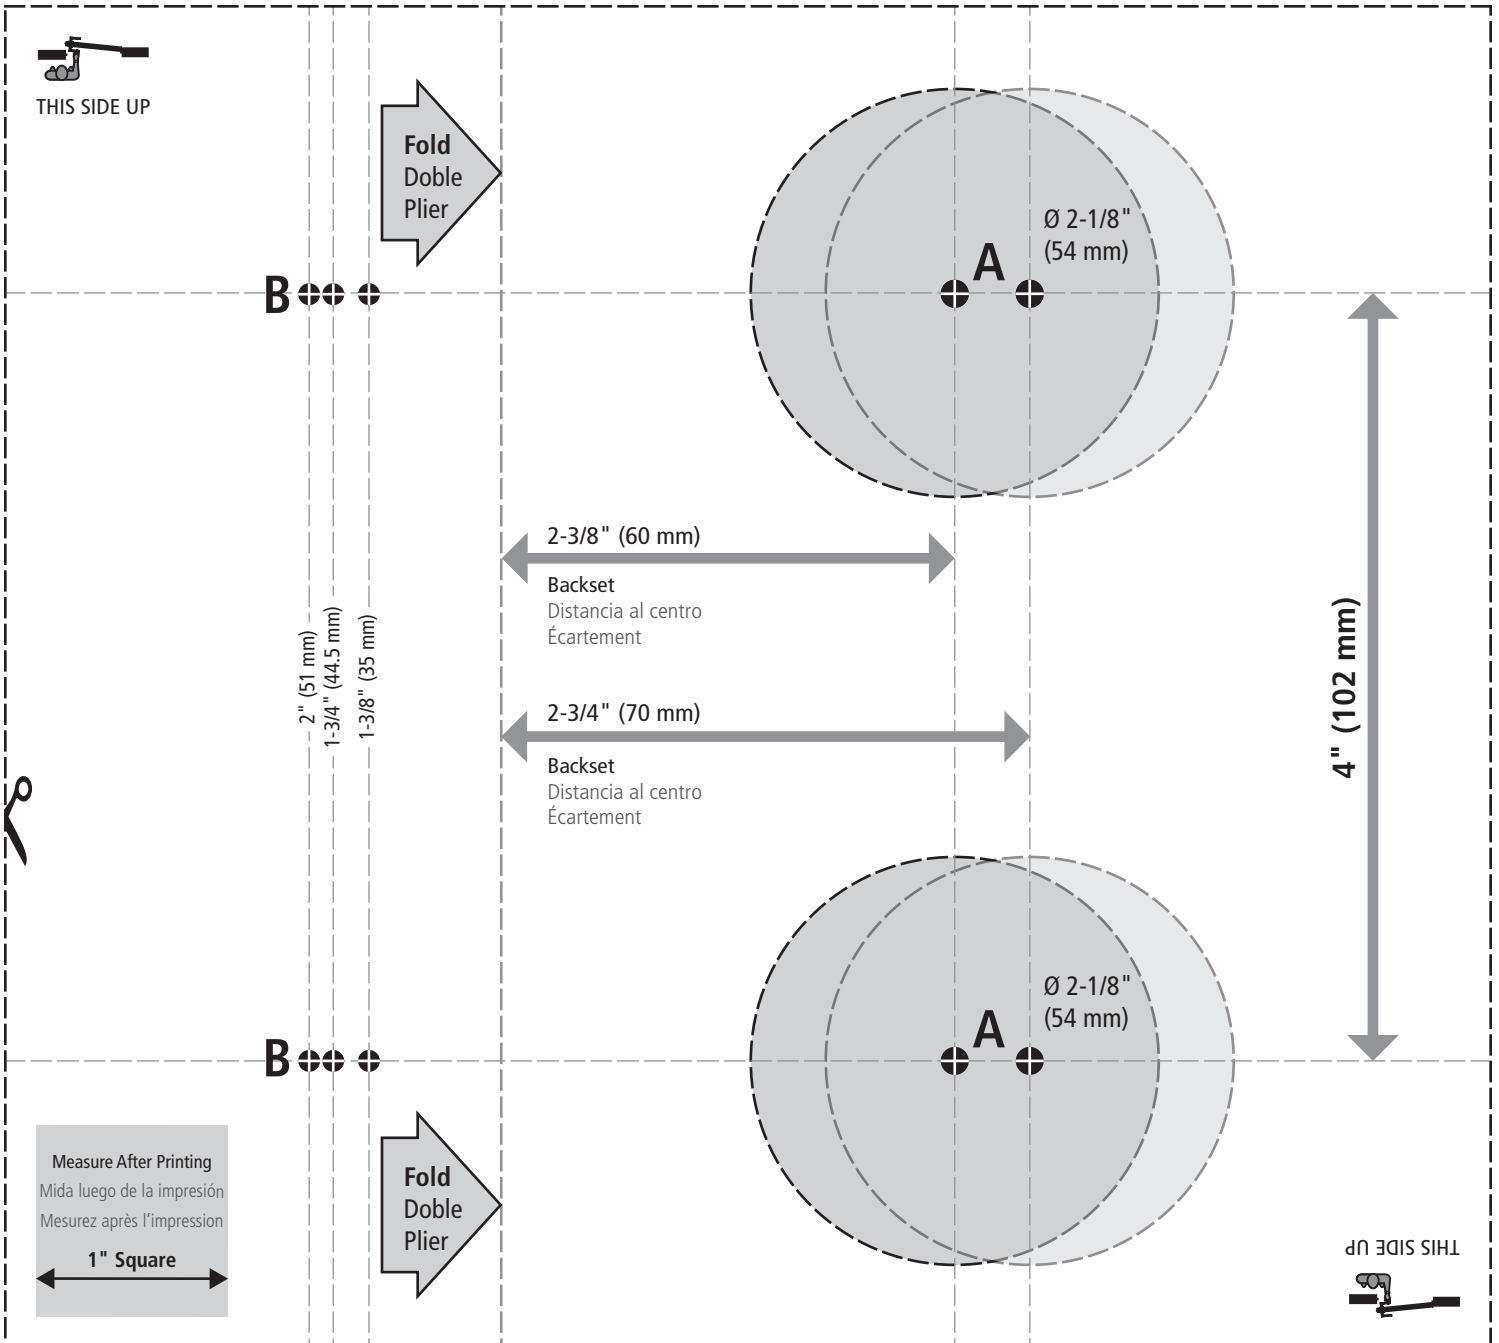 THIS SIDE UP
Fold
Doble
Plier
Ø 2-1/8"
(54 mm)
A
B
2-3/8" (60 mm)
Backset
Distancia al centro
Écartement
2" (51 mm)
1-3/4" (44.5 mm)
1-3/8" (35 mm)
4" (102 mm)
2-3/4" (70 mm)
Backset
Distancia al centro
Écartement
Ø 2-1/8"
(54 mm)
A
B
Fold
Doble
Plier
Measure After Printing
Mida luego de la impresión
Mesurez après l'impression
1" Square
THIS SIDE UP